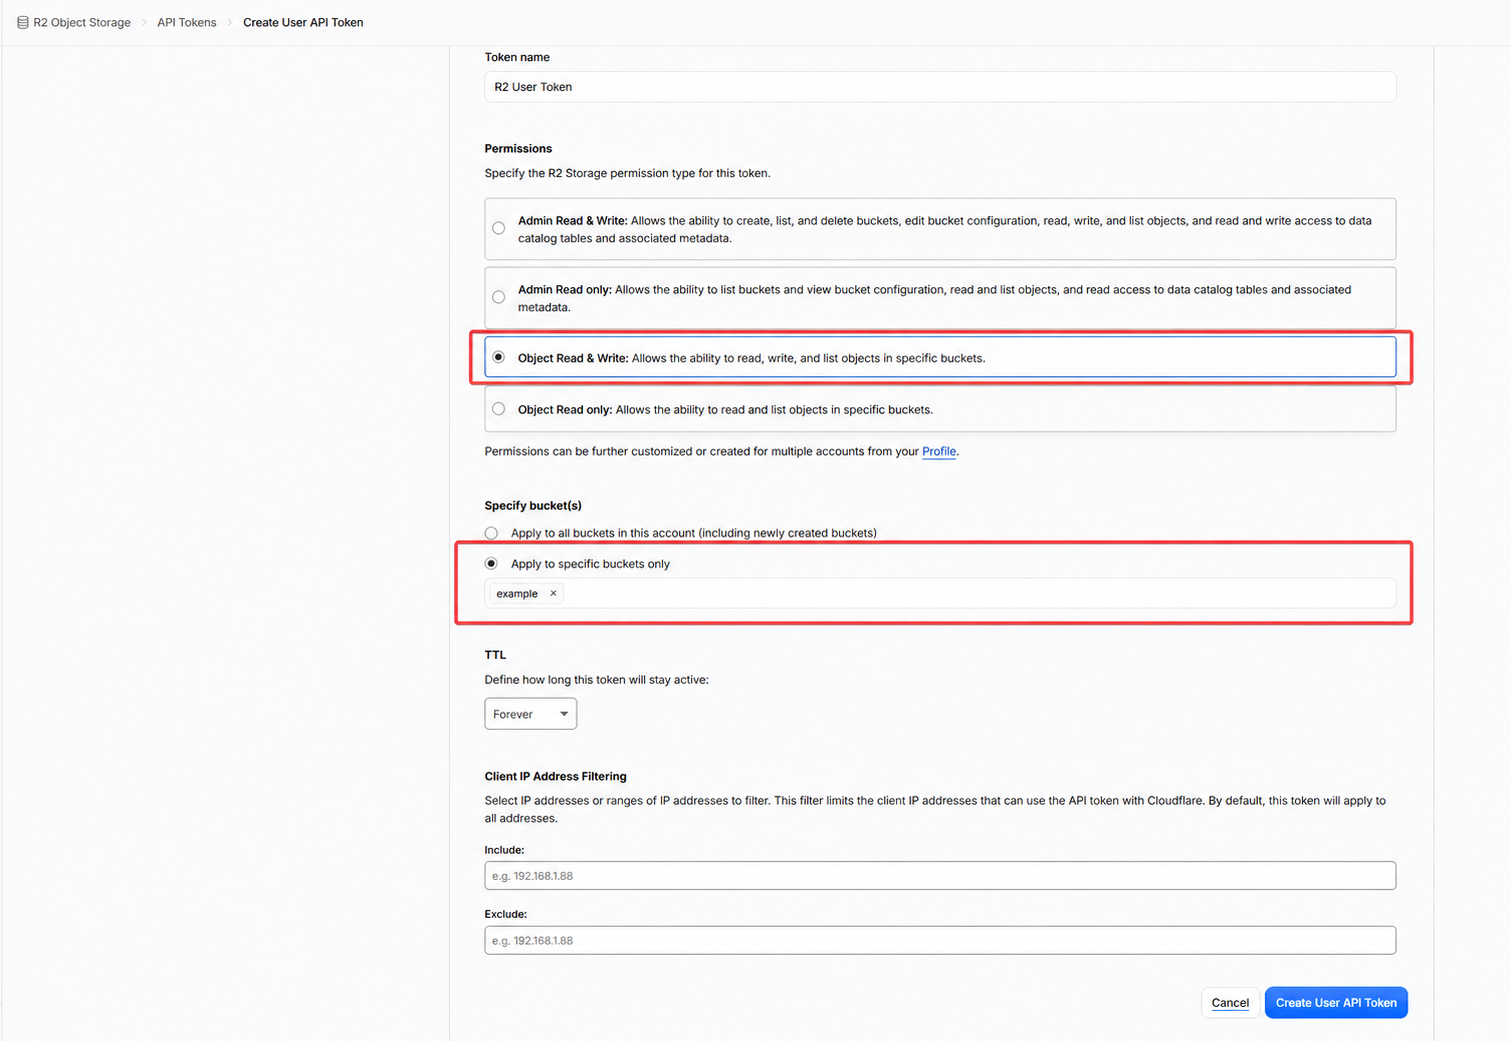 R2 Object Storage > API Tokens > Create User API Token
Token name
R2 User Token
Permissions
Specify the R2 Storage permission type for this token.
Admin Read & Write: Allows the ability to create, list, and delete buckets, edit bucket configuration, read, write, and list objects, and read and write access to data
catalog tables and associated metadata.
Admin Read only: Allows the ability to list buckets and view bucket configuration, read and list objects, and read access to data catalog tables and associated
metadata.
Object Read & Write: Allows the ability to read, write, and list objects in specific buckets.
Object Read only: Allows the ability to read and list objects in specific buckets.
Permissions can be further customized or created for multiple accounts from your Profile.
Specify bucket(s)
Apply to all buckets in this account (including newly created buckets)
Apply to specific buckets only
example ×
TTL
Define how long this token will stay active:
Forever
Client IP Address Filtering
Select IP addresses or ranges of IP addresses to filter. This filter limits the client IP addresses that can use the API token with Cloudflare. By default, this token will apply to
all addresses.
Include:
e.g. 192.168.1.88
Exclude:
e.g. 192.168.1.88
Cancel
Create User API Token